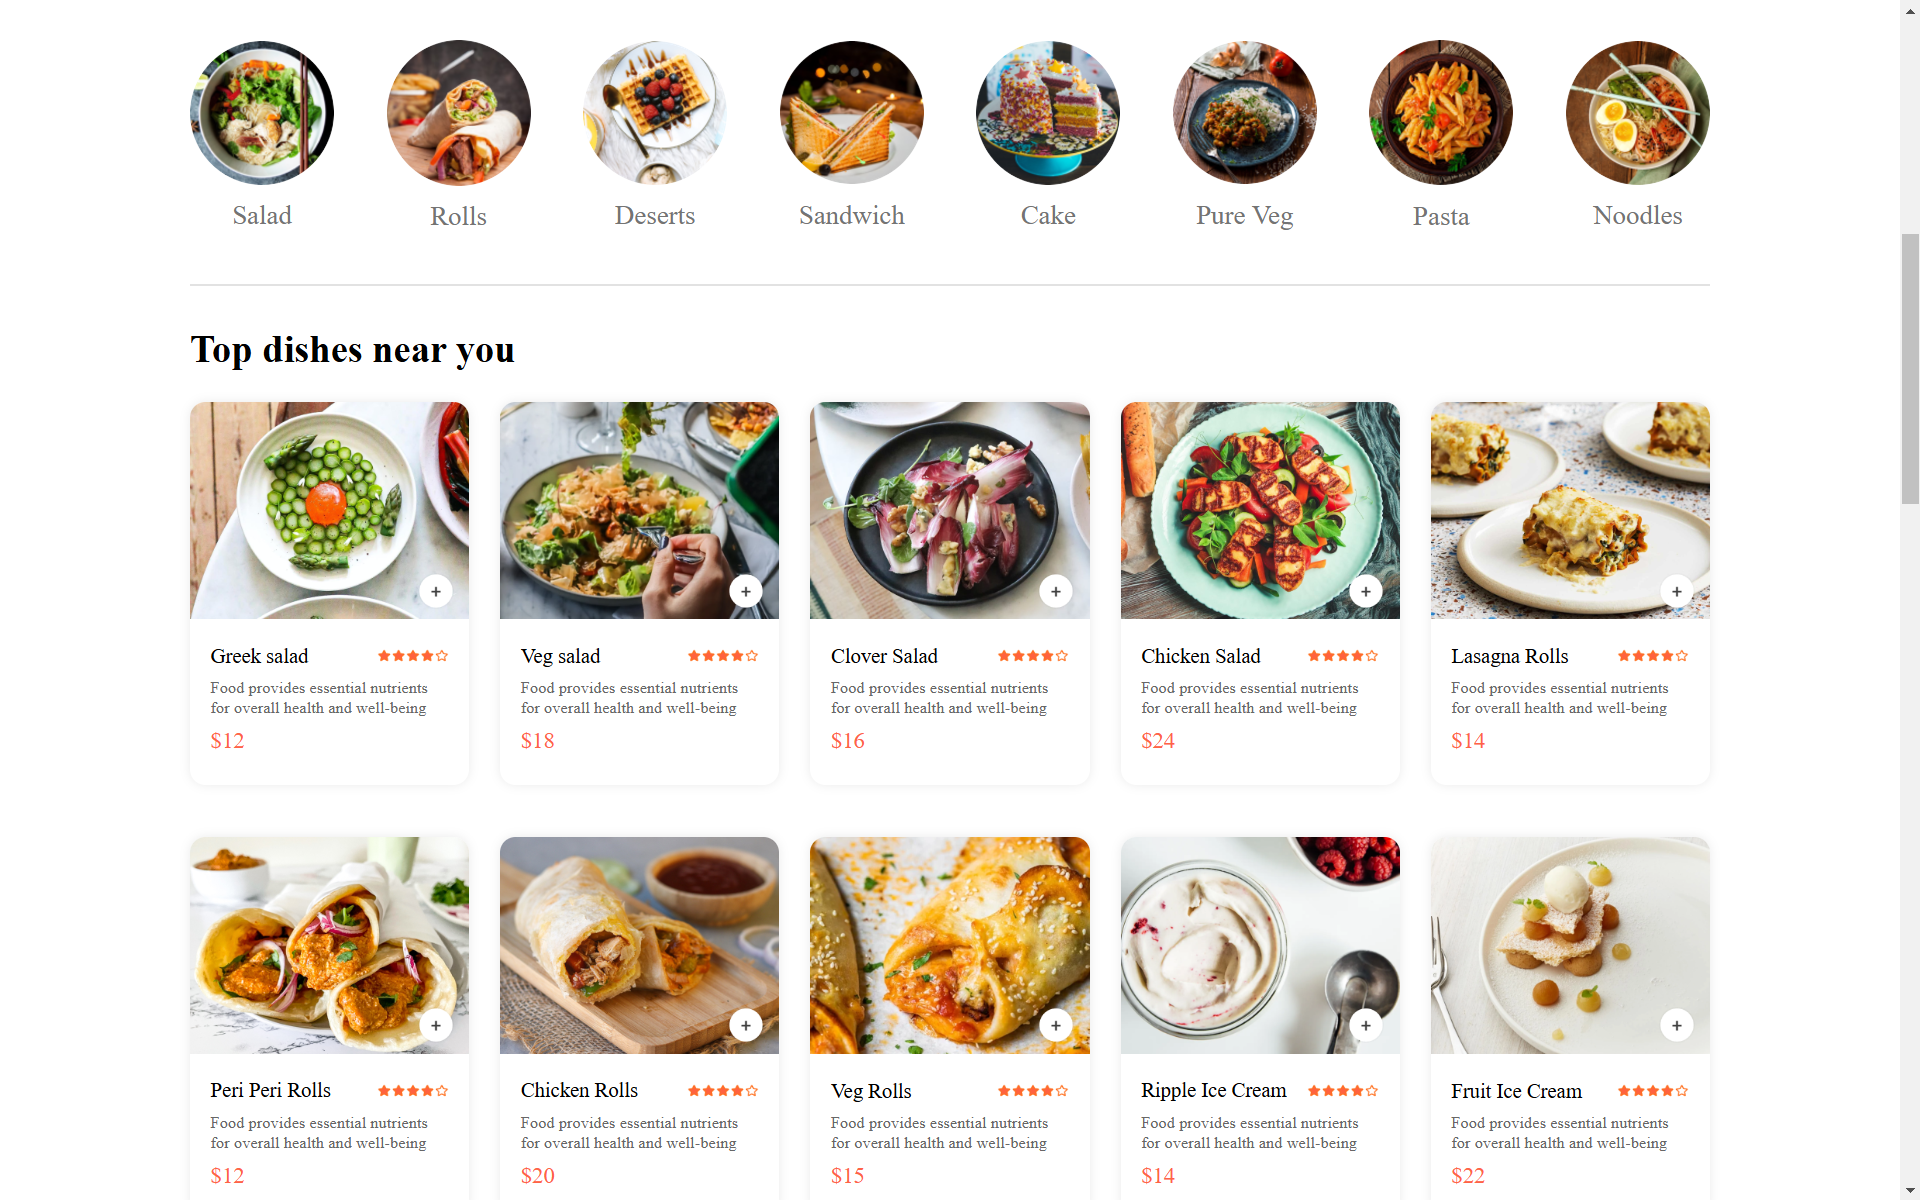 Salad
Rolls
Deserts
Sandwich
Cake
Pure Veg
Pasta
Noodles
Top dishes near you
Greek salad
Food provides essential nutrients
for overall health and well-being
$12
Veg salad
Food provides essential nutrients
for overall health and well-being
$18
Clover Salad
Food provides essential nutrients
for overall health and well-being
$16
Chicken Salad
Food provides essential nutrients
for overall health and well-being
$24
Lasagna Rolls
Food provides essential nutrients
for overall health and well-being
$14
Peri Peri Rolls
Food provides essential nutrients
for overall health and well-being
$12
Chicken Rolls
Food provides essential nutrients
for overall health and well-being
$20
Veg Rolls
Food provides essential nutrients
for overall health and well-being
$15
Ripple Ice Cream
Food provides essential nutrients
for overall health and well-being
$14
Fruit Ice Cream
Food provides essential nutrients
for overall health and well-being
$22